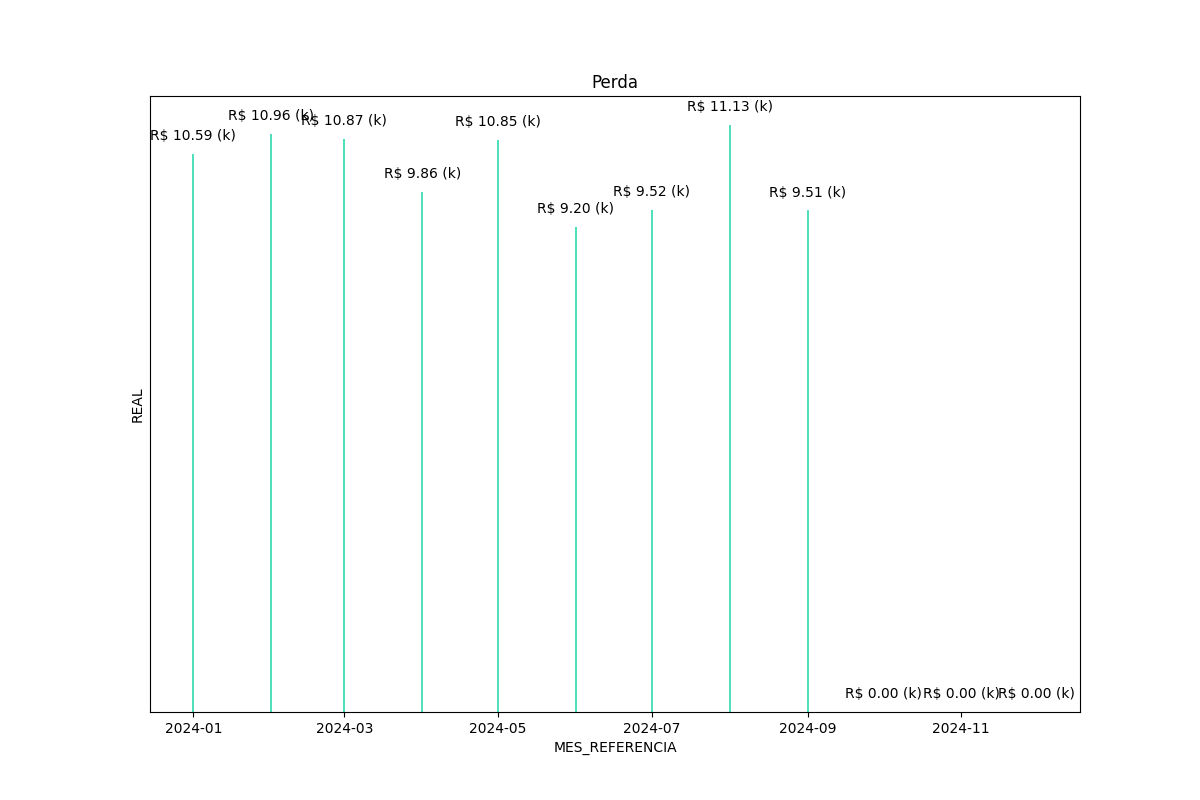 Perda
R$ 10.59 (k)
R$ 10.96 (k)
R$ 10.87 (k)
R$ 9.86 (k)
R$ 10.85 (k)
R$ 9.20 (k)
R$ 9.52 (k)
R$ 11.13 (k)
R$ 9.51 (k)
R$ 0.00 (k)
R$ 0.00 (k)
R$ 0.00 (k)
REAL
2024-01
2024-03
2024-05
2024-07
2024-09
2024-11
MES_REFERENCIA